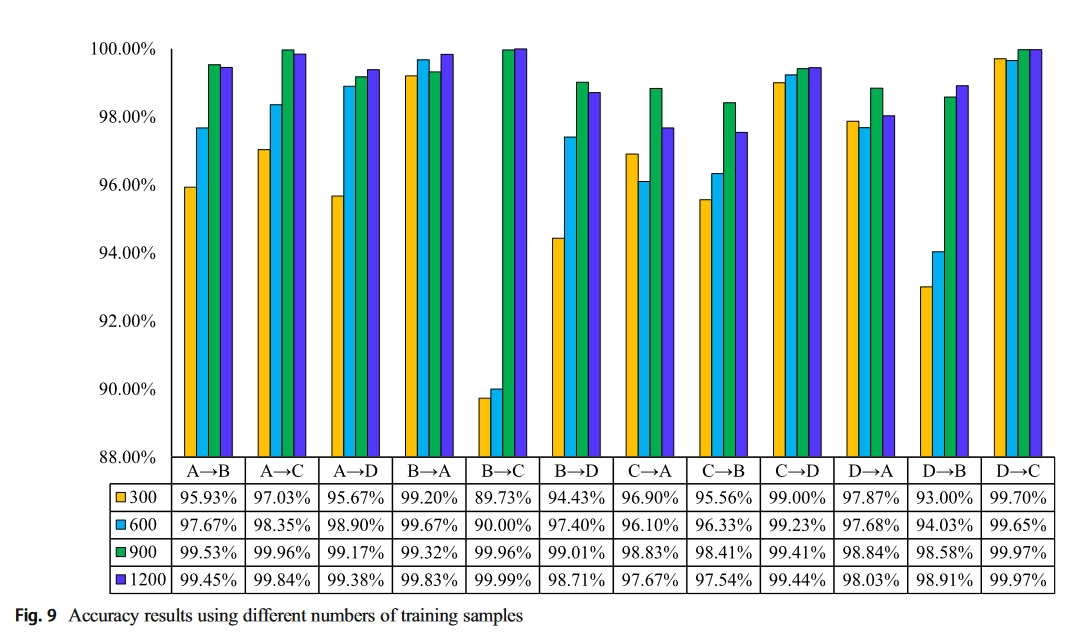 100.00%
98.00%
96.00%
94.00%
92.00%
90.00%
88.00%
A→B A→C A→D B→A B→C B→D C→A C→B C→D D→A D→B D→C
300 95.93% 97.03% 95.67% 99.20% 89.73% 94.43% 96.90% 95.56% 99.00% 97.87% 93.00% 99.70%
600 97.67% 98.35% 98.90% 99.67% 90.00% 97.40% 96.10% 96.33% 99.23% 97.68% 94.03% 99.65%
900 99.53% 99.96% 99.17% 99.32% 99.96% 99.01% 98.83% 98.41% 99.41% 98.84% 98.58% 99.97%
1200 99.45% 99.84% 99.38% 99.83% 99.99% 98.71% 97.67% 97.54% 99.44% 98.03% 98.91% 99.97%
Fig. 9 Accuracy results using different numbers of training samples